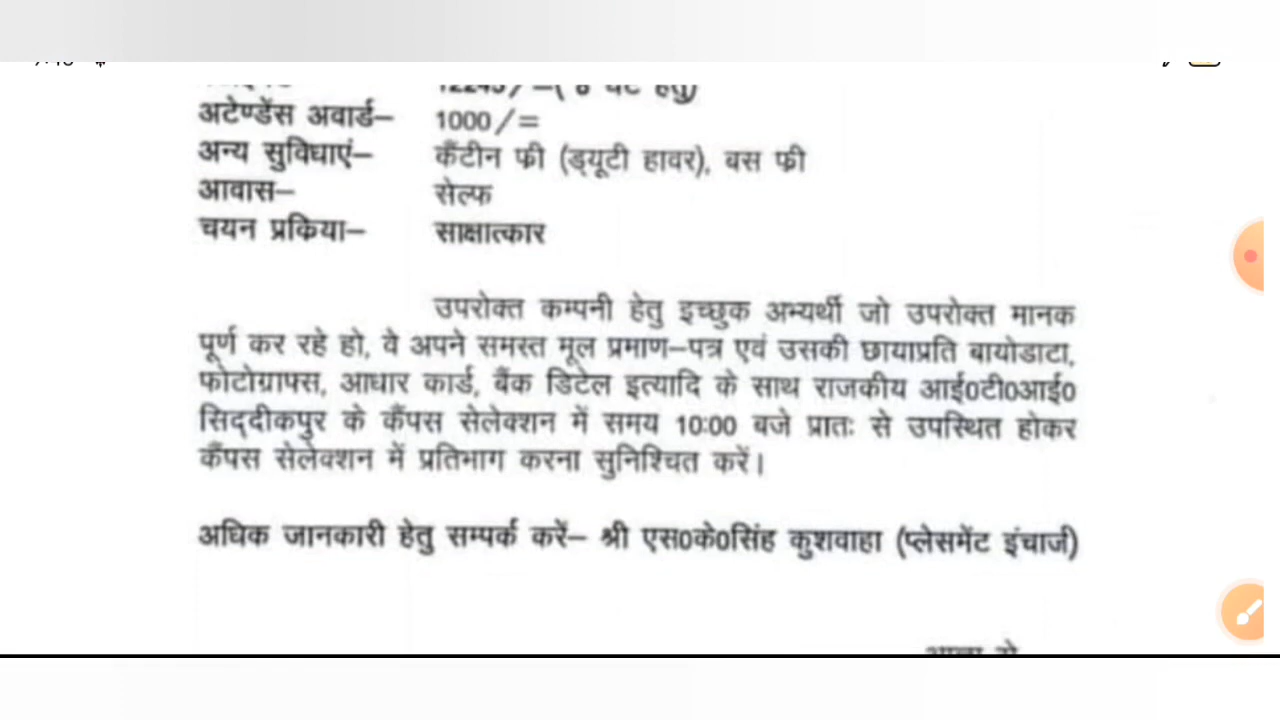 अटेण्डेंस अवार्ड– 1000/=
अन्य सुविधाएं– कैंटीन फ्री (ड्यूटी हावर), बस फ्री
आवास– सेल्फ
चयन प्रकिया– साक्षात्कार
उपरोक्त कम्पनी हेतु इच्छुक अभ्यर्थी जो उपरोक्त मानक
पूर्ण कर रहे हो, वे अपने समस्त मूल प्रमाण–पत्र एवं उसकी छायाप्रति बायोडाटा,
फोटोग्राफ्स, आधार कार्ड, बैंक डिटेल इत्यादि के साथ राजकीय आई0टी0आई0
सिद्दीकपुर के कैंपस सेलेक्शन में समय 10:00 बजे प्रातः से उपस्थित होकर
कैंपस सेलेक्शन में प्रतिभाग करना सुनिश्चित करें।
अधिक जानकारी हेतु सम्पर्क करें– श्री एस0के0सिंह कुशवाहा (प्लेसमेंट इंचार्ज)